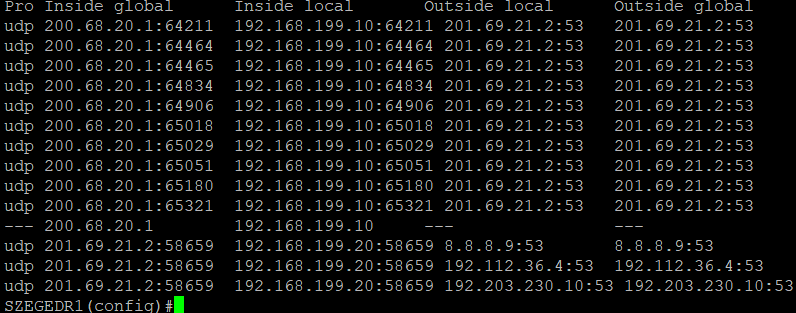 Pro Inside global Inside local Outside local Outside global
udp 200.68.20.1:64211 192.168.199.10:64211 201.69.21.2:53 201.69.21.2:53
udp 200.68.20.1:64464 192.168.199.10:64464 201.69.21.2:53 201.69.21.2:53
udp 200.68.20.1:64465 192.168.199.10:64465 201.69.21.2:53 201.69.21.2:53
udp 200.68.20.1:64834 192.168.199.10:64834 201.69.21.2:53 201.69.21.2:53
udp 200.68.20.1:64906 192.168.199.10:64906 201.69.21.2:53 201.69.21.2:53
udp 200.68.20.1:65018 192.168.199.10:65018 201.69.21.2:53 201.69.21.2:53
udp 200.68.20.1:65029 192.168.199.10:65029 201.69.21.2:53 201.69.21.2:53
udp 200.68.20.1:65051 192.168.199.10:65051 201.69.21.2:53 201.69.21.2:53
udp 200.68.20.1:65180 192.168.199.10:65180 201.69.21.2:53 201.69.21.2:53
udp 200.68.20.1:65321 192.168.199.10:65321 201.69.21.2:53 201.69.21.2:53
--- 200.68.20.1 192.168.199.10 --- ---
udp 201.69.21.2:58659 192.168.199.20:58659 8.8.8.9:53 8.8.8.9:53
udp 201.69.21.2:58659 192.168.199.20:58659 192.112.36.4:53 192.112.36.4:53
udp 201.69.21.2:58659 192.168.199.20:58659 192.203.230.10:53 192.203.230.10:53
SZEGEDR1(config)#